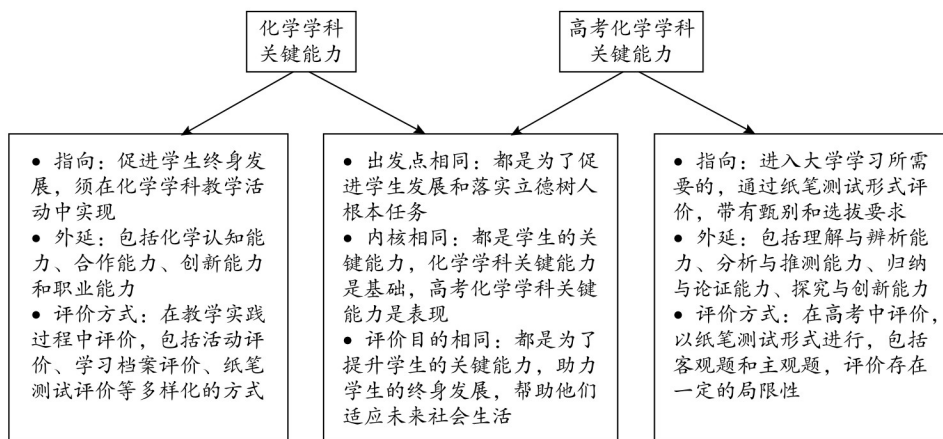 化学学科
关键能力
高考化学学科
关键能力
• 指向：促进学生终身发
展，须在化学学科教学活
动中实现
• 外延：包括化学认知能
力、合作能力、创新能力
和职业能力
• 评价方式：在教学实践
过程中评价，包括活动评
价、学习档案评价、纸笔
测试评价等多样化的方式
• 出发点相同：都是为了促
进学生发展和落实立德树人
根本任务
• 内核相同：都是学生的关
键能力，化学学科关键能力
是基础，高考化学学科关键
能力是表现
• 评价目的相同：都是为了
提升学生的关键能力，助力
学生的终身发展，帮助他们
适应未来社会生活
• 指向：进入大学学习所需
要的，通过纸笔测试形式评
价，带有甄别和选拔要求
• 外延：包括理解与辨析能
力、分析与推测能力、归纳
与论证能力、探究与创新能力
• 评价方式：在高考中评价，
以纸笔测试形式进行，包括
客观题和主观题，评价存在
一定的局限性